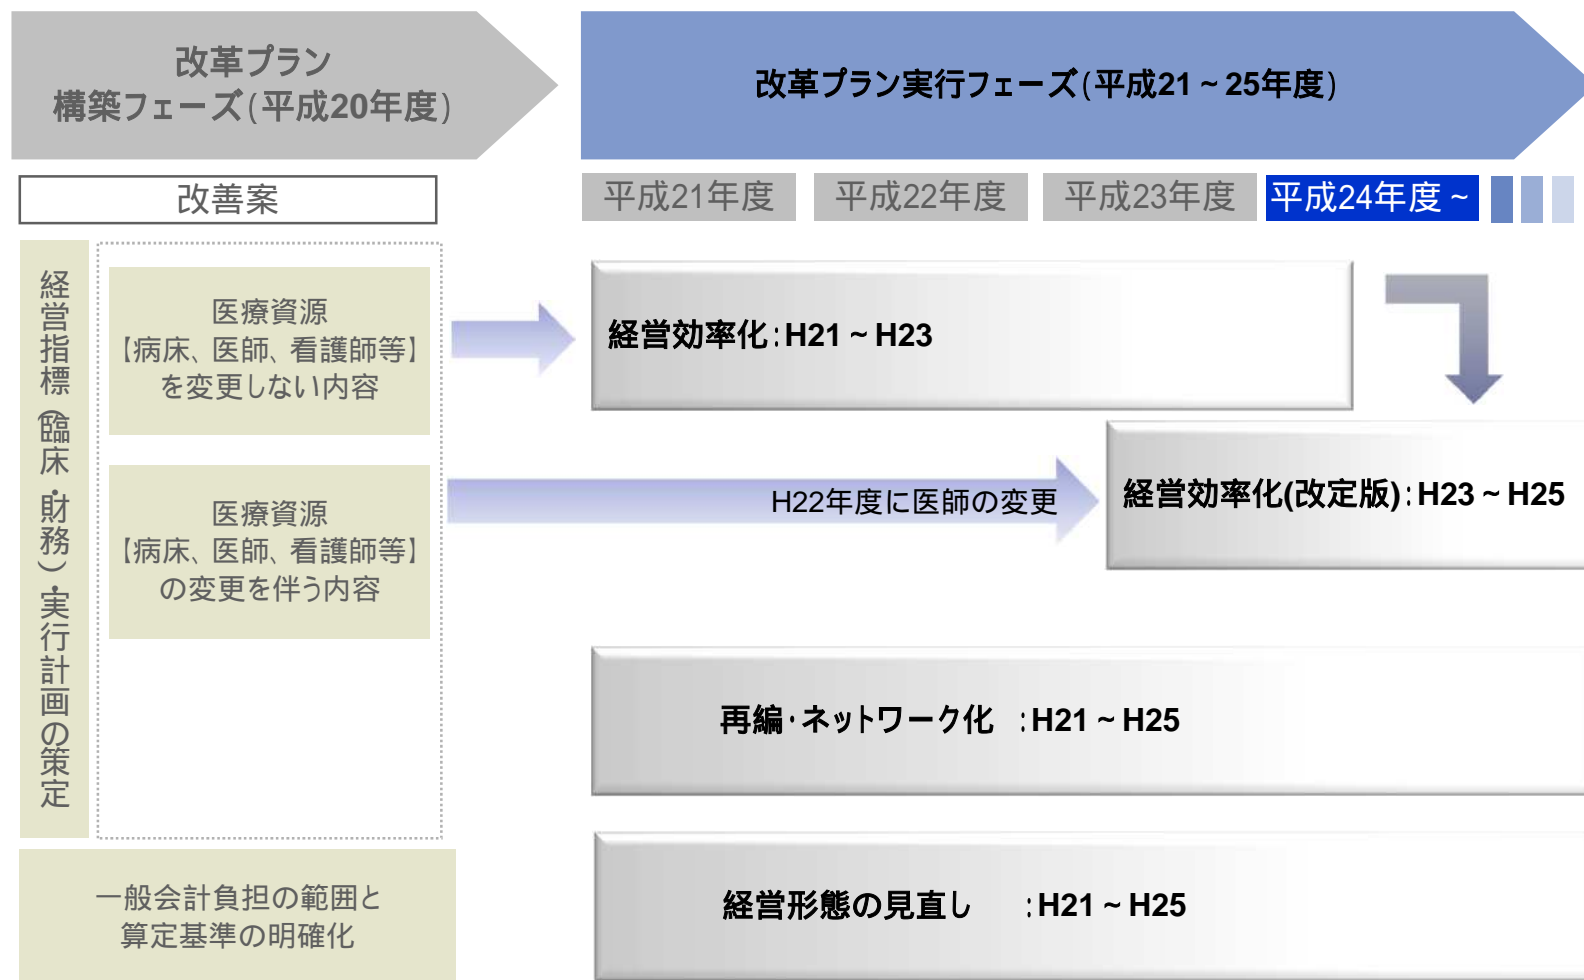 改革プラン
構築フェーズ(平成20年度)
改革プラン実行フェーズ(平成21~25年度)
改善案
平成21年度
平成22年度
平成23年度
平成24年度~
経営指標(臨床・財務)・実行計画の策定
医療資源
【病床、医師、看護師等】
を変更しない内容
経営効率化:H21~H23
医療資源
【病床、医師、看護師等】
の変更を伴う内容
H22年度に医師の変更
経営効率化(改定版):H23~H25
再編・ネットワーク化 :H21~H25
一般会計負担の範囲と
算定基準の明確化
経営形態の見直し :H21~H25